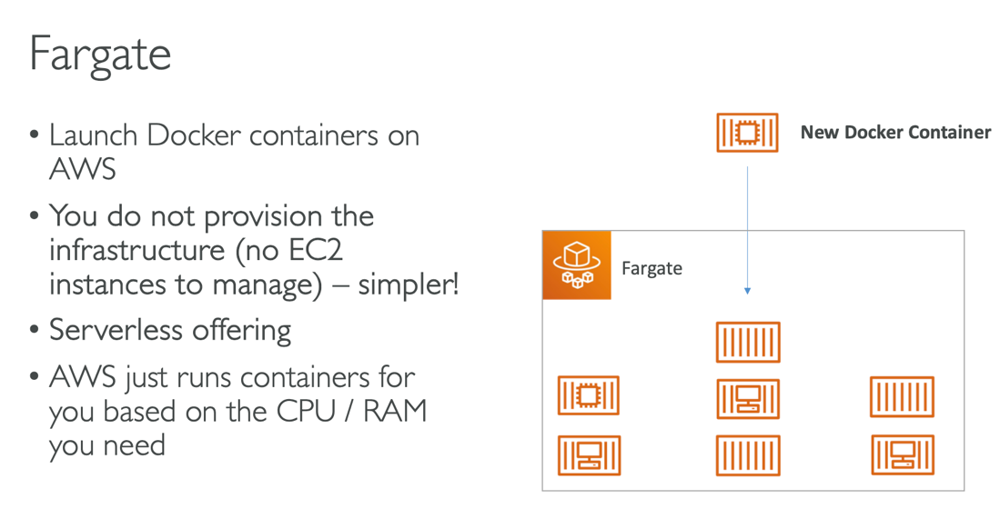 Fargate
• Launch Docker containers on
AWS
• You do not provision the
infrastructure (no EC2
instances to manage) – simpler!
• Serverless offering
• AWS just runs containers for
you based on the CPU / RAM
you need
New Docker Container
Fargate